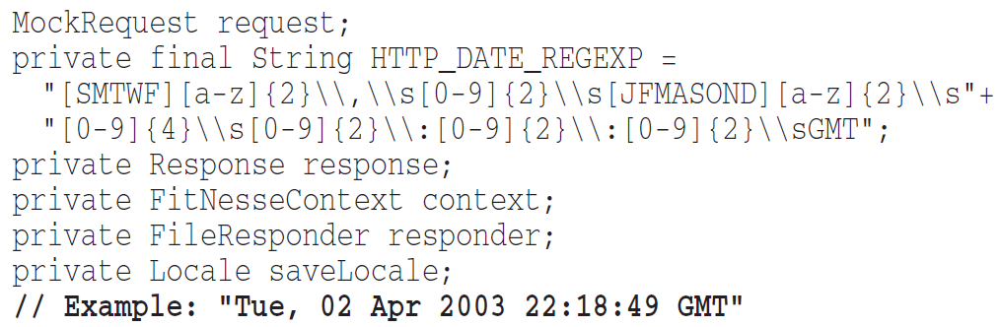 MockRequest request;
private final String HTTP_DATE_REGEXP =
  "[SMTWF][a-z]{2}\\,\\s[0-9]{2}\\s[JFMASOND][a-z]{2}\\s"+
  "[0-9]{4}\\s[0-9]{2}\\:[0-9]{2}\\:[0-9]{2}\\sGMT";
private Response response;
private FitNesseContext context;
private FileResponder responder;
private Locale saveLocale;
// Example: "Tue, 02 Apr 2003 22:18:49 GMT"